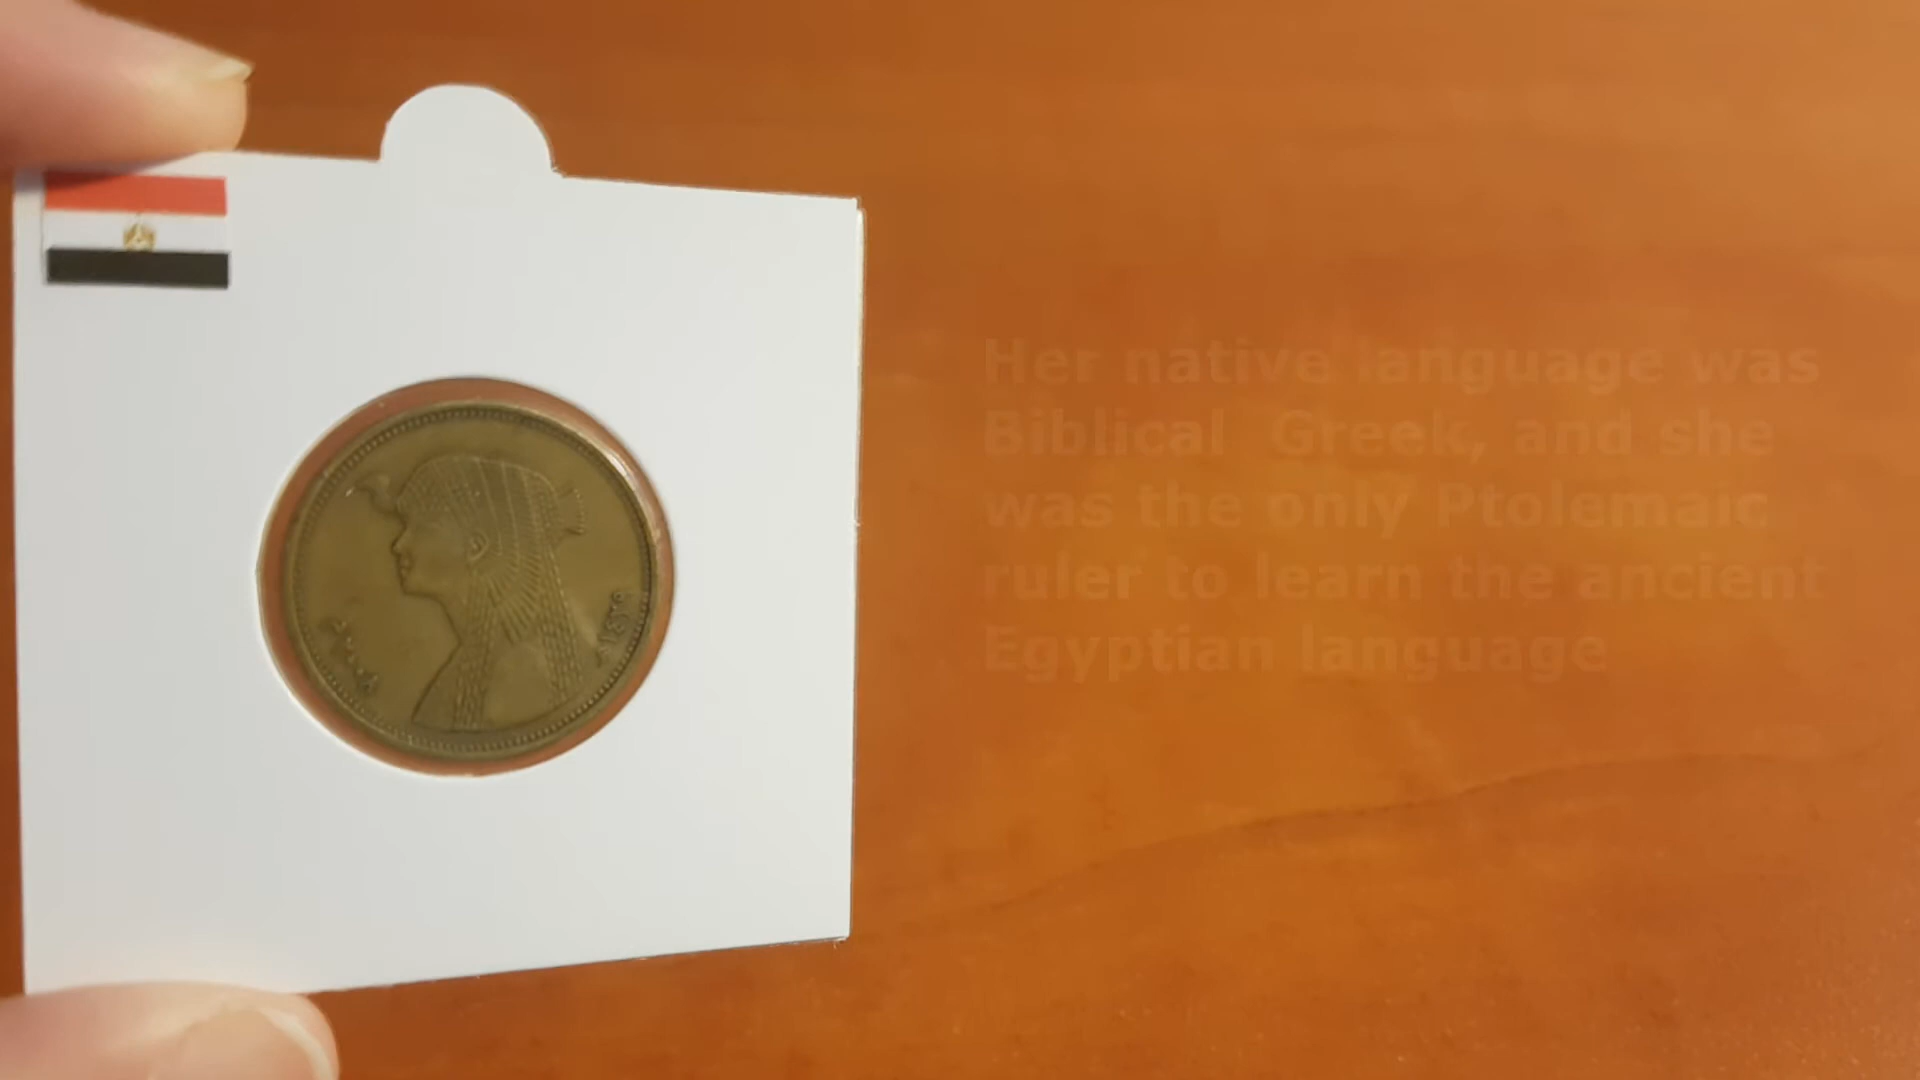 Her native language was
Biblical Greek, and she
was the only Ptolemaic
ruler to learn the ancient
Egyptian language